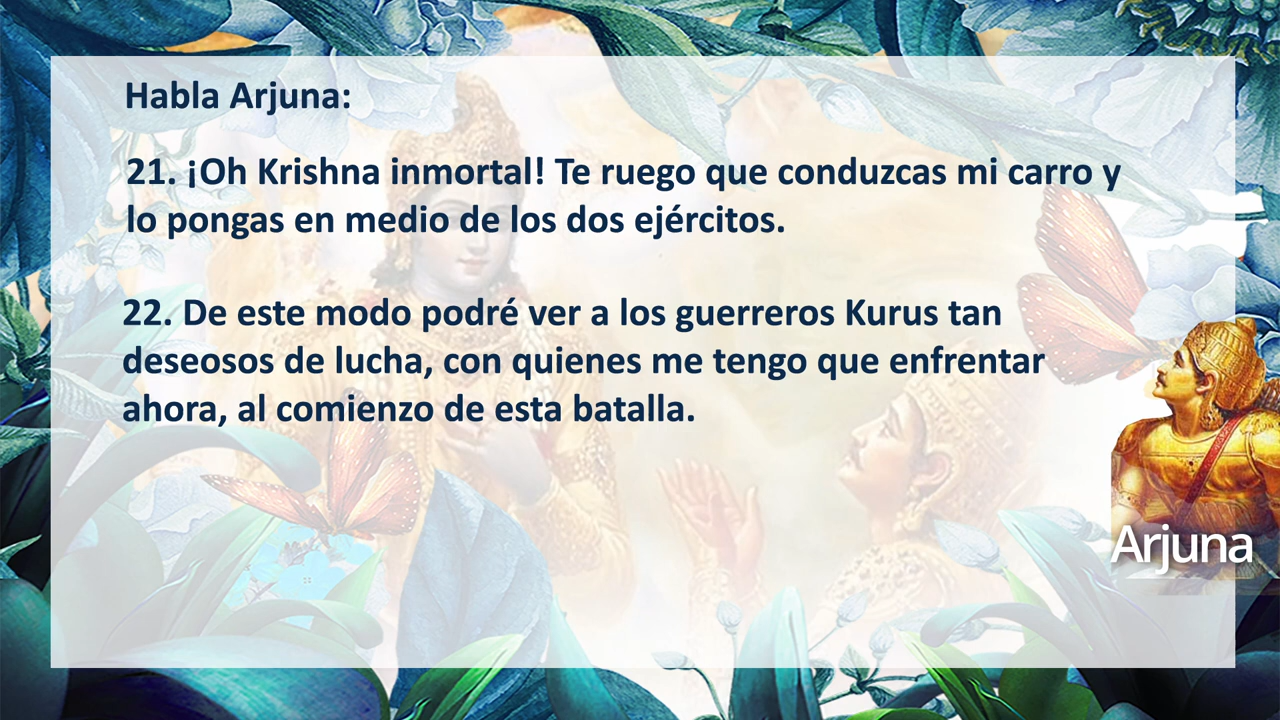 Habla Arjuna:
21. ¡Oh Krishna inmortal! Te ruego que conduzcas mi carro y
lo pongas en medio de los dos ejércitos.
22. De este modo podré ver a los guerreros Kurus tan
deseosos de lucha, con quienes me tengo que enfrentar
ahora, al comienzo de esta batalla.
Arjuna